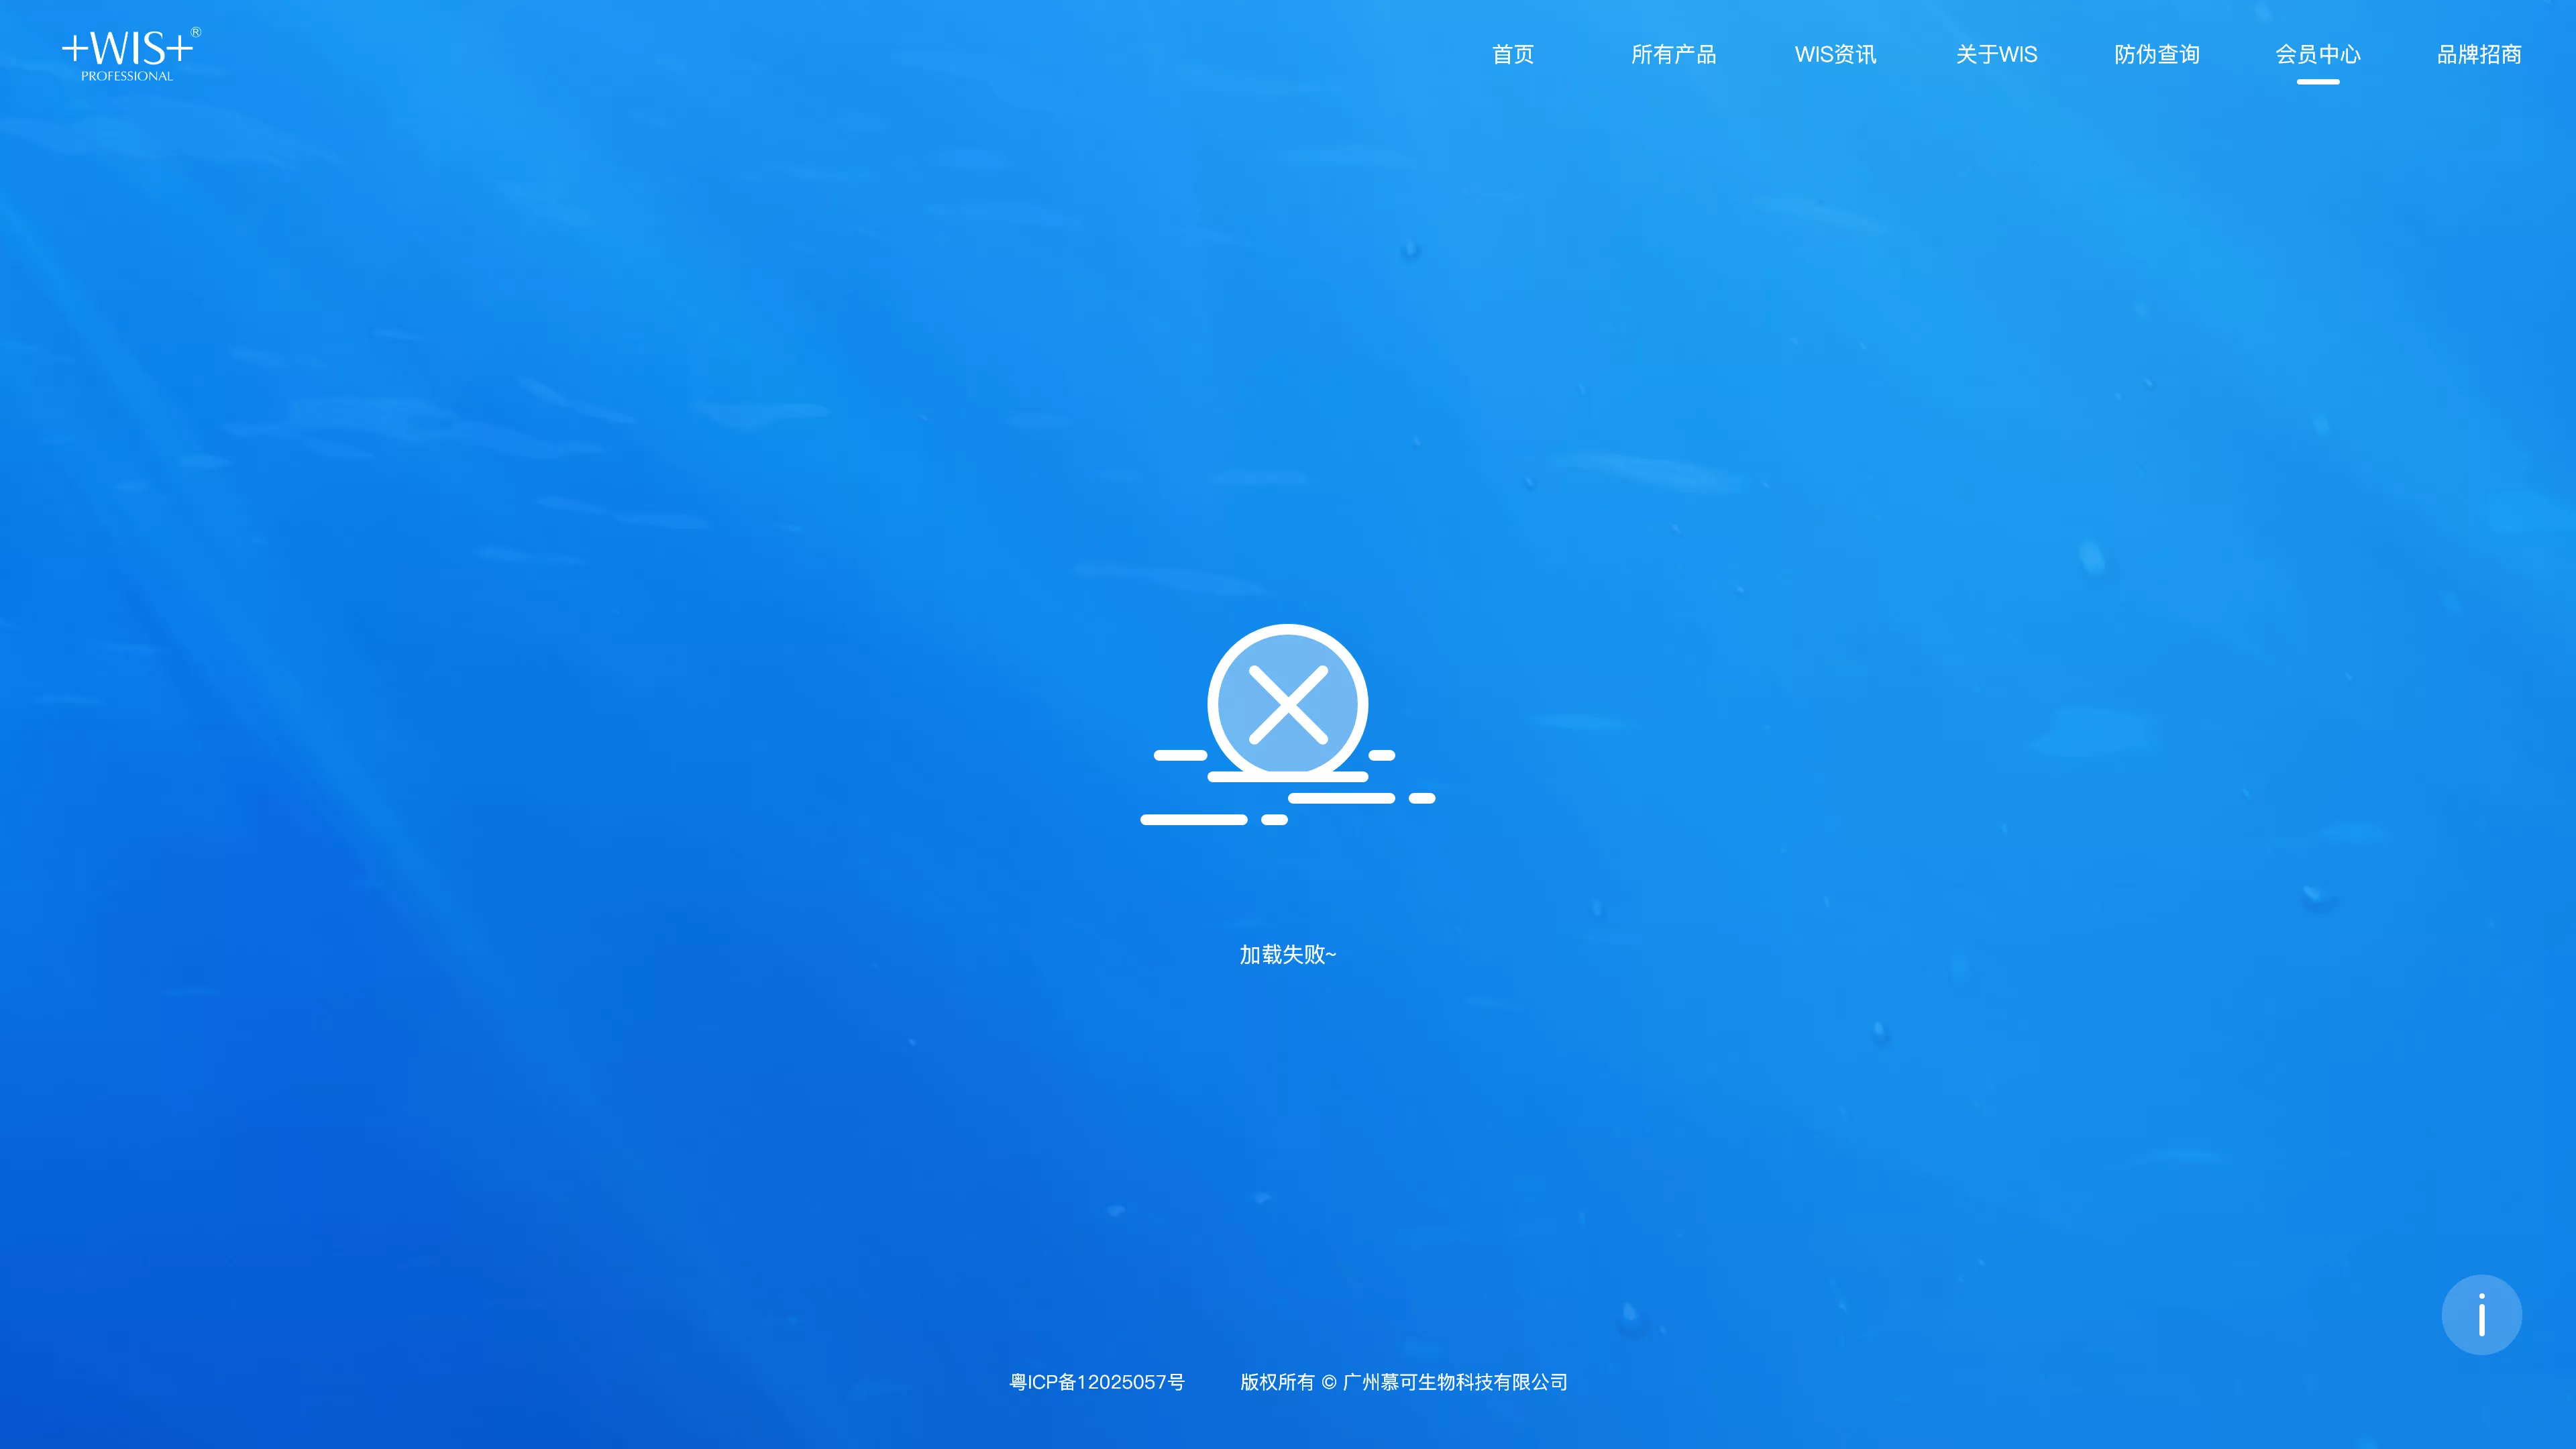 +WIS+®
PROFESSIONAL
首页 所有产品 WIS资讯 关于WIS 防伪查询 会员中心 品牌招商
加载失败~
粤ICP备12025057号 版权所有 © 广州慕可生物科技有限公司